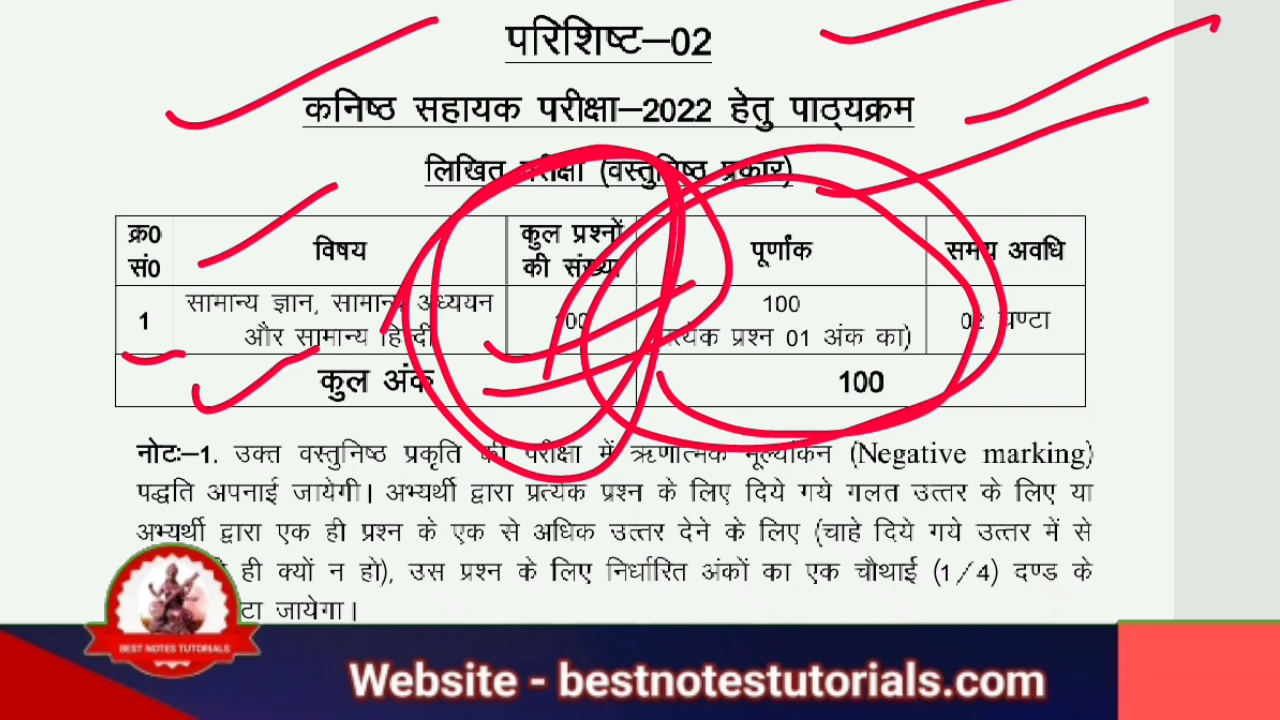 परिशिष्ट–02
कनिष्ठ सहायक परीक्षा–2022 हेतु पाठ्यक्रम
लिखित परीक्षा (वस्तुनिष्ठ प्रकार)
क्र0 सं0 विषय कुल प्रश्नों की संख्या पूर्णांक समय अवधि
1 सामान्य ज्ञान, सामान्य अध्ययन और सामान्य हिन्दी 100 100 प्रत्येक प्रश्न 01 अंक का) 02 घण्टा
कुल अंक 100
नोटः–1. उक्त वस्तुनिष्ठ प्रकृति की परीक्षा में ऋणात्मक मूल्यांकन (Negative marking)
पद्धति अपनाई जायेगी। अभ्यर्थी द्वारा प्रत्येक प्रश्न के लिए दिये गये गलत उत्तर के लिए या
अभ्यर्थी द्वारा एक ही प्रश्न के एक से अधिक उत्तर देने के लिए (चाहे दिये गये उत्तर में से
ही क्यों न हो), उस प्रश्न के लिए निर्धारित अंकों का एक चौथाई (1/4) दण्ड के
जायेगा।
BEST NOTES TUTORIALS
Website - bestnotestutorials.com